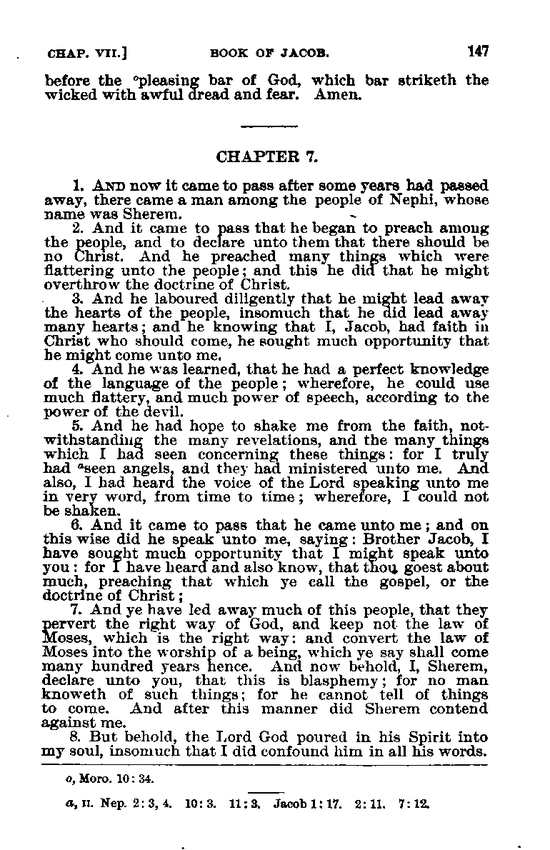 CHAP. VII.] BOOK OF JACOB. 147
before the ᵒpleasing bar of God, which bar striketh the
wicked with awful dread and fear. Amen.
CHAPTER 7.
1. AND now it came to pass after some years had passed
away, there came a man among the people of Nephi, whose
name was Sherem.
2. And it came to pass that he began to preach among
the people, and to declare unto them that there should be
no Christ. And he preached many things which were
flattering unto the people; and this he did that he might
overthrow the doctrine of Christ.
3. And he laboured diligently that he might lead away
the hearts of the people, insomuch that he did lead away
many hearts; and he knowing that I, Jacob, had faith in
Christ who should come, he sought much opportunity that
he might come unto me.
4. And he was learned, that he had a perfect knowledge
of the language of the people; wherefore, he could use
much flattery, and much power of speech, according to the
power of the devil.
5. And he had hope to shake me from the faith, not-
withstanding the many revelations, and the many things
which I had seen concerning these things: for I truly
had ᵃseen angels, and they had ministered unto me. And
also, I had heard the voice of the Lord speaking unto me
in very word, from time to time; wherefore, I could not
be shaken.
6. And it came to pass that he came unto me; and on
this wise did he speak unto me, saying: Brother Jacob, I
have sought much opportunity that I might speak unto
you: for I have heard and also know, that thou goest about
much, preaching that which ye call the gospel, or the
doctrine of Christ;
7. And ye have led away much of this people, that they
pervert the right way of God, and keep not the law of
Moses, which is the right way: and convert the law of
Moses into the worship of a being, which ye say shall come
many hundred years hence. And now behold, I, Sherem,
declare unto you, that this is blasphemy; for no man
knoweth of such things; for he cannot tell of things
to come. And after this manner did Sherem contend
against me.
8. But behold, the Lord God poured in his Spirit into
my soul, insomuch that I did confound him in all his words.
o, Moro. 10: 34.
a, II. Nep. 2: 3, 4. 10: 3. 11: 3. Jacob 1: 17. 2: 11. 7: 12.